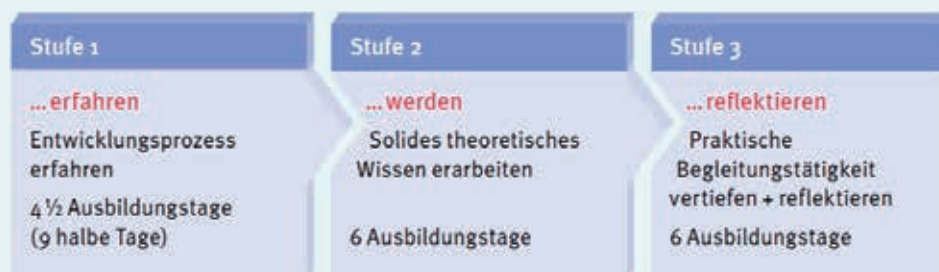 Stufe 1
...erfahren
Entwicklungsprozess
erfahren
4 ½ Ausbildungstage
(9 halbe Tage)
Stufe 2
...werden
Solides theoretisches
Wissen erarbeiten
6 Ausbildungstage
Stufe 3
...reflektieren
Praktische
Begleitungstätigkeit
vertiefen + reflektieren
6 Ausbildungstage